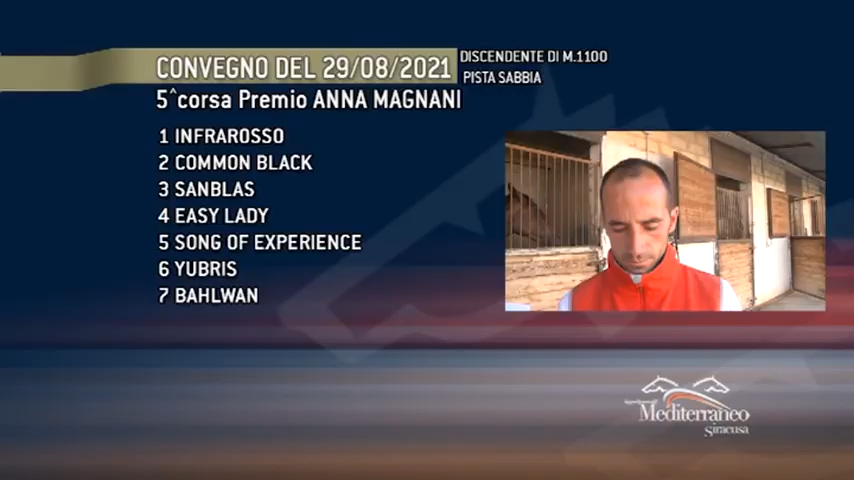 CONVEGNO DEL 29/08/2021
DISCENDENTE DI M.1100
PISTA SABBIA
5^corsa Premio ANNA MAGNANI
1 INFRAROSSO
2 COMMON BLACK
3 SANBLAS
4 EASY LADY
5 SONG OF EXPERIENCE
6 YUBRIS
7 BAHLWAN
Mediterraneo
Siracusa